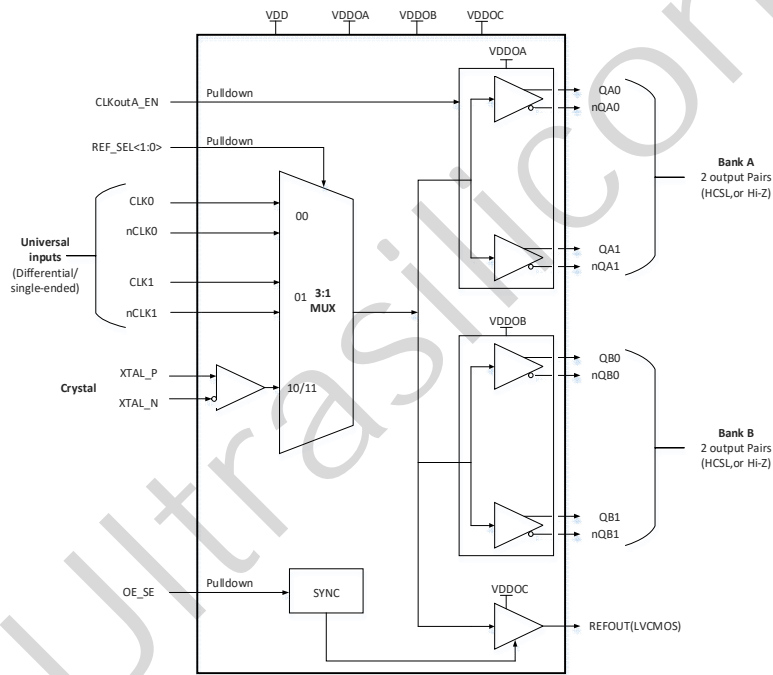 VDD VDDOA VDDOB VDDOC
VDDOA
CLKoutA_EN Pulldown
QA0
nQA0
REF_SEL<1:0> Pulldown
Bank A
2 output Pairs
(HCSL,or Hi-Z)
CLK0
00
nCLK0
Universal
inputs
(Differential/
single-ended)
QA1
nQA1
CLK1
01 3:1
MUX
nCLK1
VDDOB
QB0
nQB0
Crystal
XTAL_P
XTAL_N
10/11
Bank B
2 output Pairs
(HCSL,or Hi-Z)
QB1
nQB1
OE_SE Pulldown
SYNC
VDDOC
REFOUT(LVCMOS)
Ultrasilicon